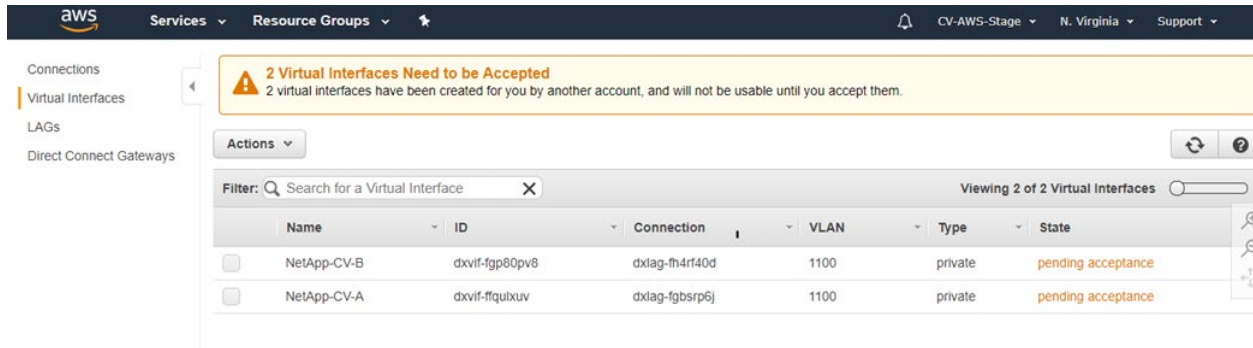 aws Services Resource Groups CV-AWS-Stage N. Virginia Support
Connections
Virtual Interfaces
LAGs
Direct Connect Gateways
2 Virtual Interfaces Need to be Accepted
2 virtual interfaces have been created for you by another account, and will not be usable until you accept them.
Actions
Filter: Search for a Virtual Interface Viewing 2 of 2 Virtual Interfaces
Name ID Connection VLAN Type State
NetApp-CV-B dxvif-fgp80pv8 dxlag-fh4rf40d 1100 private pending acceptance
NetApp-CV-A dxvif-ffqulxuv dxlag-fgbsrp6j 1100 private pending acceptance